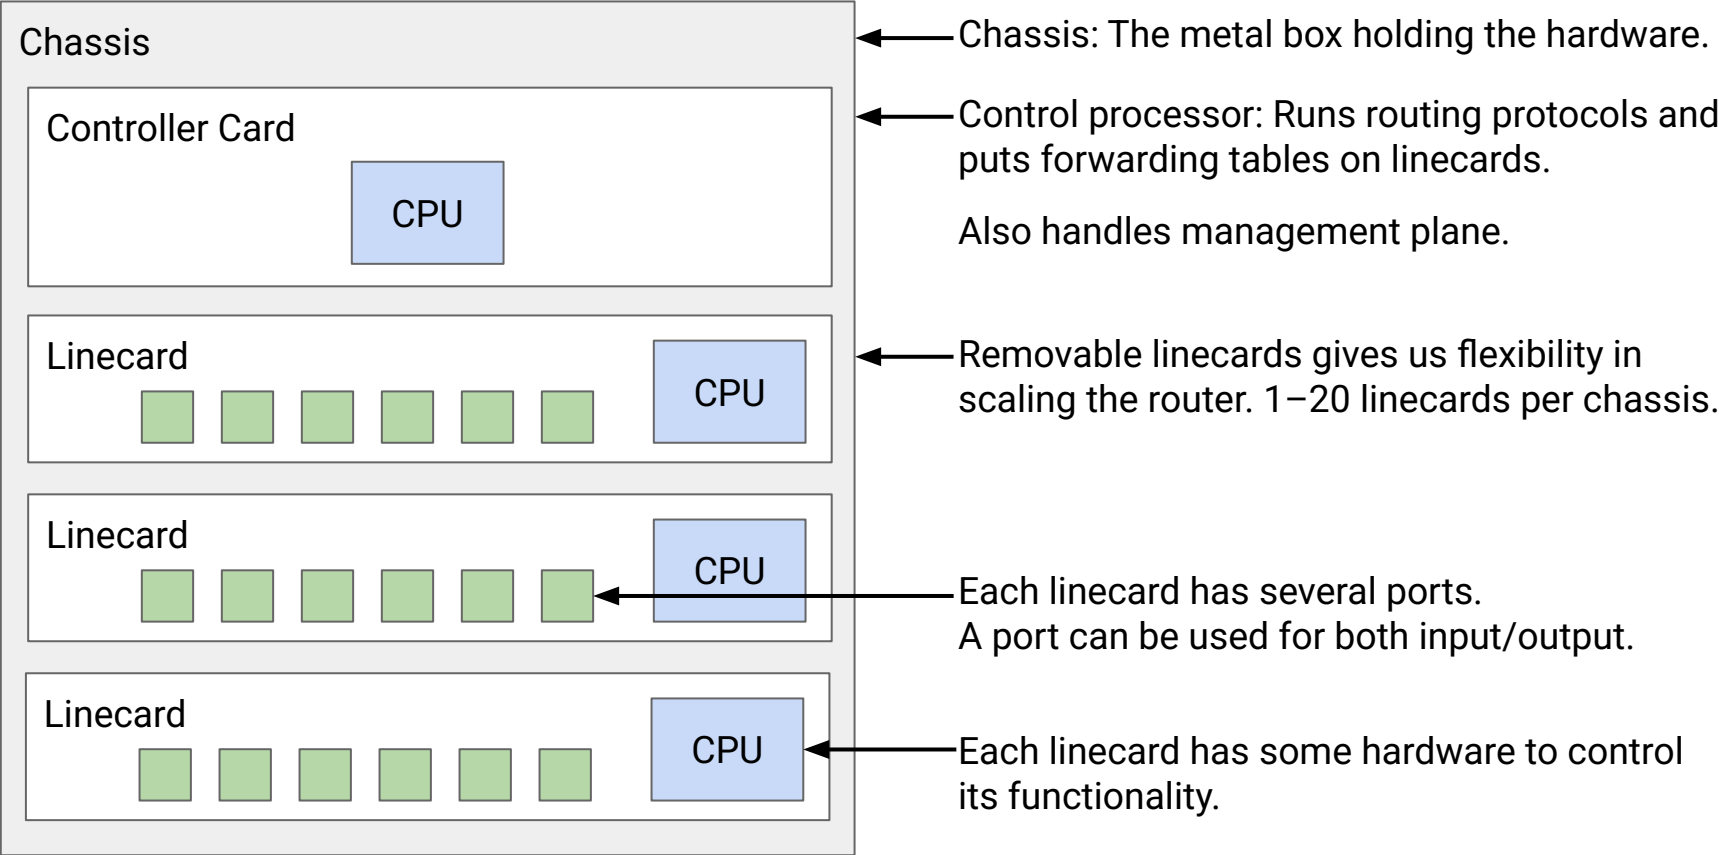 Chassis
Controller Card
CPU
Linecard
CPU
Linecard
CPU
Linecard
CPU
Chassis: The metal box holding the hardware.
Control processor: Runs routing protocols and
puts forwarding tables on linecards.
Also handles management plane.
Removable linecards gives us flexibility in
scaling the router. 1–20 linecards per chassis.
Each linecard has several ports.
A port can be used for both input/output.
Each linecard has some hardware to control
its functionality.